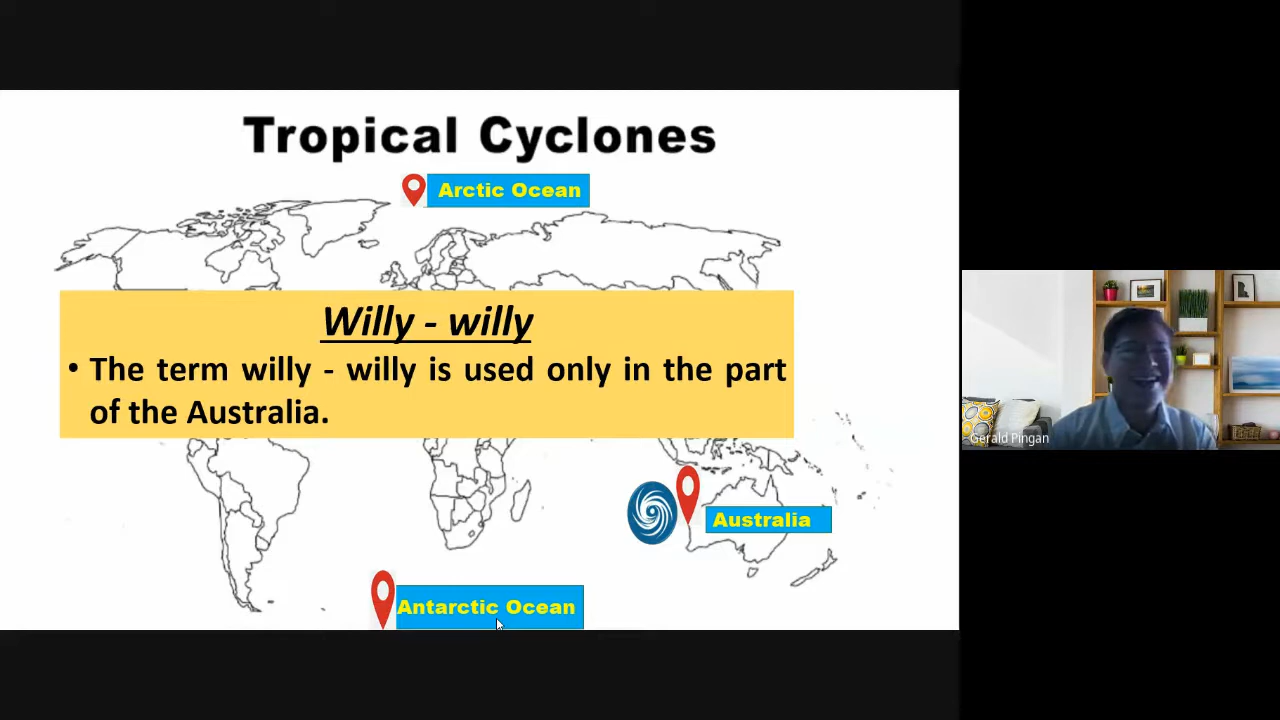 Tropical Cyclones
Arctic Ocean
Willy - willy
• The term willy - willy is used only in the part
of the Australia.
Australia
Antarctic Ocean
Gerald Pingan